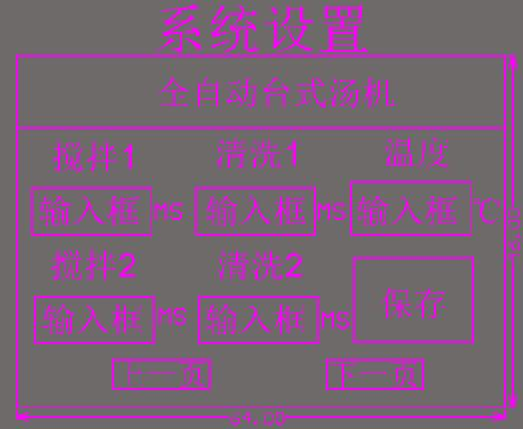 系统设置
全自动台式汤机
搅拌1 清洗1 温度
输入框 MS 输入框 MS 输入框 ℃
搅拌2 清洗2
输入框 MS 输入框 MS 保存
上一页 下一页
64.00